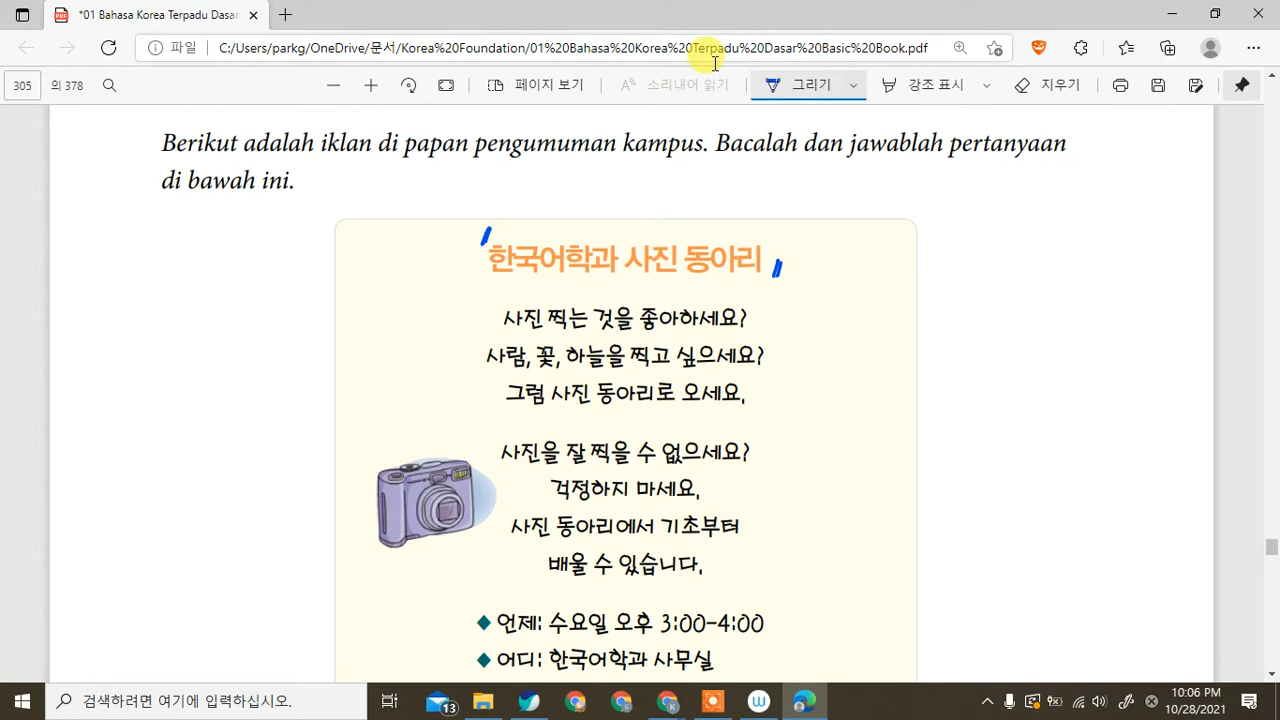 *01 Bahasa Korea Terpadu Dasar
파일 C:/Users/parkg/OneDrive/문서/Korea%20Foundation/01%20Bahasa%20Korea%20Terpadu%20Dasar%20Basic%20Book.pdf
305 의 378 페이지 보기 소리내어 읽기 그리기 강조 표시 지우기
Berikut adalah iklan di papan pengumuman kampus. Bacalah dan jawablah pertanyaan
di bawah ini.
한국어학과 사진 동아리
사진 찍는 것을 좋아하세요?
사람, 꽃, 하늘을 찍고 싶으세요?
그럼 사진 동아리로 오세요.
사진을 잘 찍을 수 없으세요?
걱정하지 마세요.
사진 동아리에서 기초부터
배울 수 있습니다.
◆ 언제: 수요일 오후 3:00-4:00
◆ 어디: 한국어학과 사무실
검색하려면 여기에 입력하십시오.
13
10:06 PM
10/28/2021